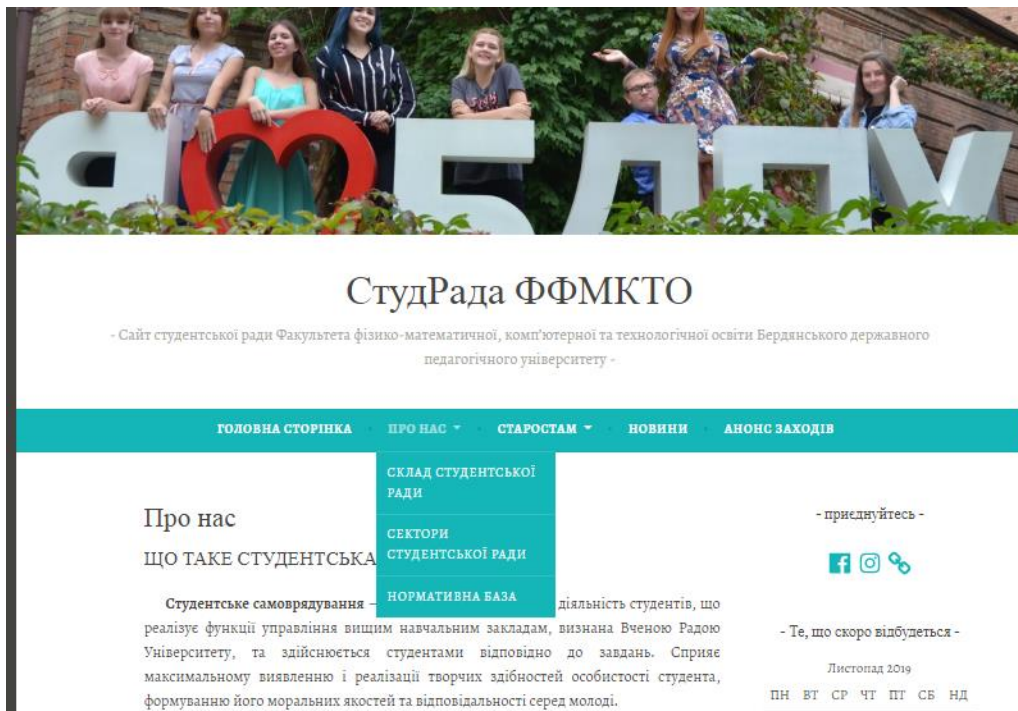 Я БДПУ
СтудРада ФФМКТО
- Сайт студентської ради Факультета фізико-математичної, комп'ютерної та технологічної освіти Бердянського державного
педагогічного університету -
ГОЛОВНА СТОРІНКА ПРО НАС СТАРОСТАМ НОВИНИ АНОНС ЗАХОДІВ
СКЛАД СТУДЕНТСЬКОЇ
РАДИ
СЕКТОРИ
СТУДЕНТСЬКОЇ РАДИ
НОРМАТИВНА БАЗА
Про нас
ЩО ТАКЕ СТУДЕНТСЬКА
Студентське самоврядування – діяльність студентів, що
реалізує функції управління вищим навчальним закладам, визнана Вченою Радою
Університету, та здійснюється студентами відповідно до завдань. Сприяє
максимальному виявленню і реалізації творчих здібностей особистості студента,
формуванню його моральних якостей та відповідальності серед молоді.
- приєднуйтесь -
- Те, що скоро відбудеться -
Листопад 2019
ПН ВТ СР ЧТ ПТ СБ НД